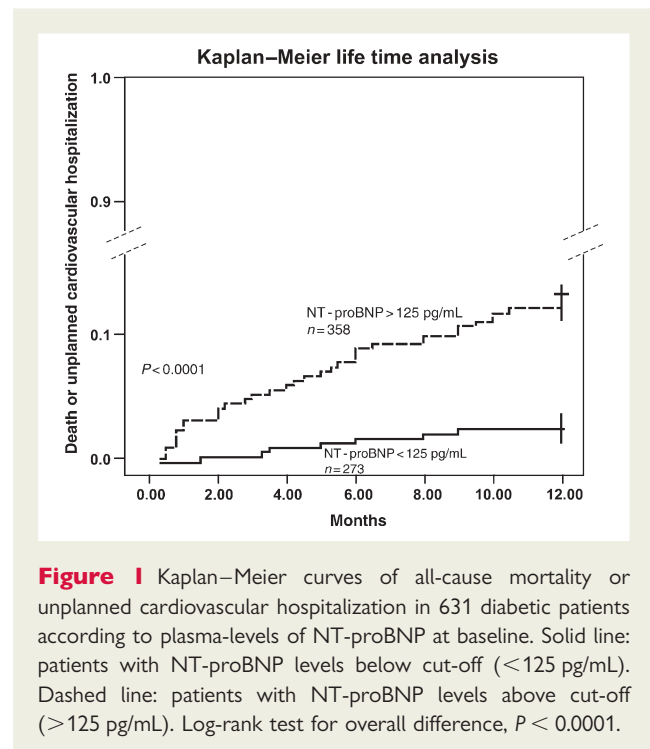 Kaplan–Meier life time analysis
Death or unplanned cardiovascular hospitalization
1.0
0.9
NT-proBNP>125 pg/mL
n=358
0.1
P<0.0001
0.0
NT-proBNP<125 pg/mL
n=273
0.00 2.00 4.00 6.00 8.00 10.00 12.00
Months
Figure 1 Kaplan–Meier curves of all-cause mortality or
unplanned cardiovascular hospitalization in 631 diabetic patients
according to plasma-levels of NT-proBNP at baseline. Solid line:
patients with NT-proBNP levels below cut-off (<125 pg/mL).
Dashed line: patients with NT-proBNP levels above cut-off
(>125 pg/mL). Log-rank test for overall difference, P < 0.0001.